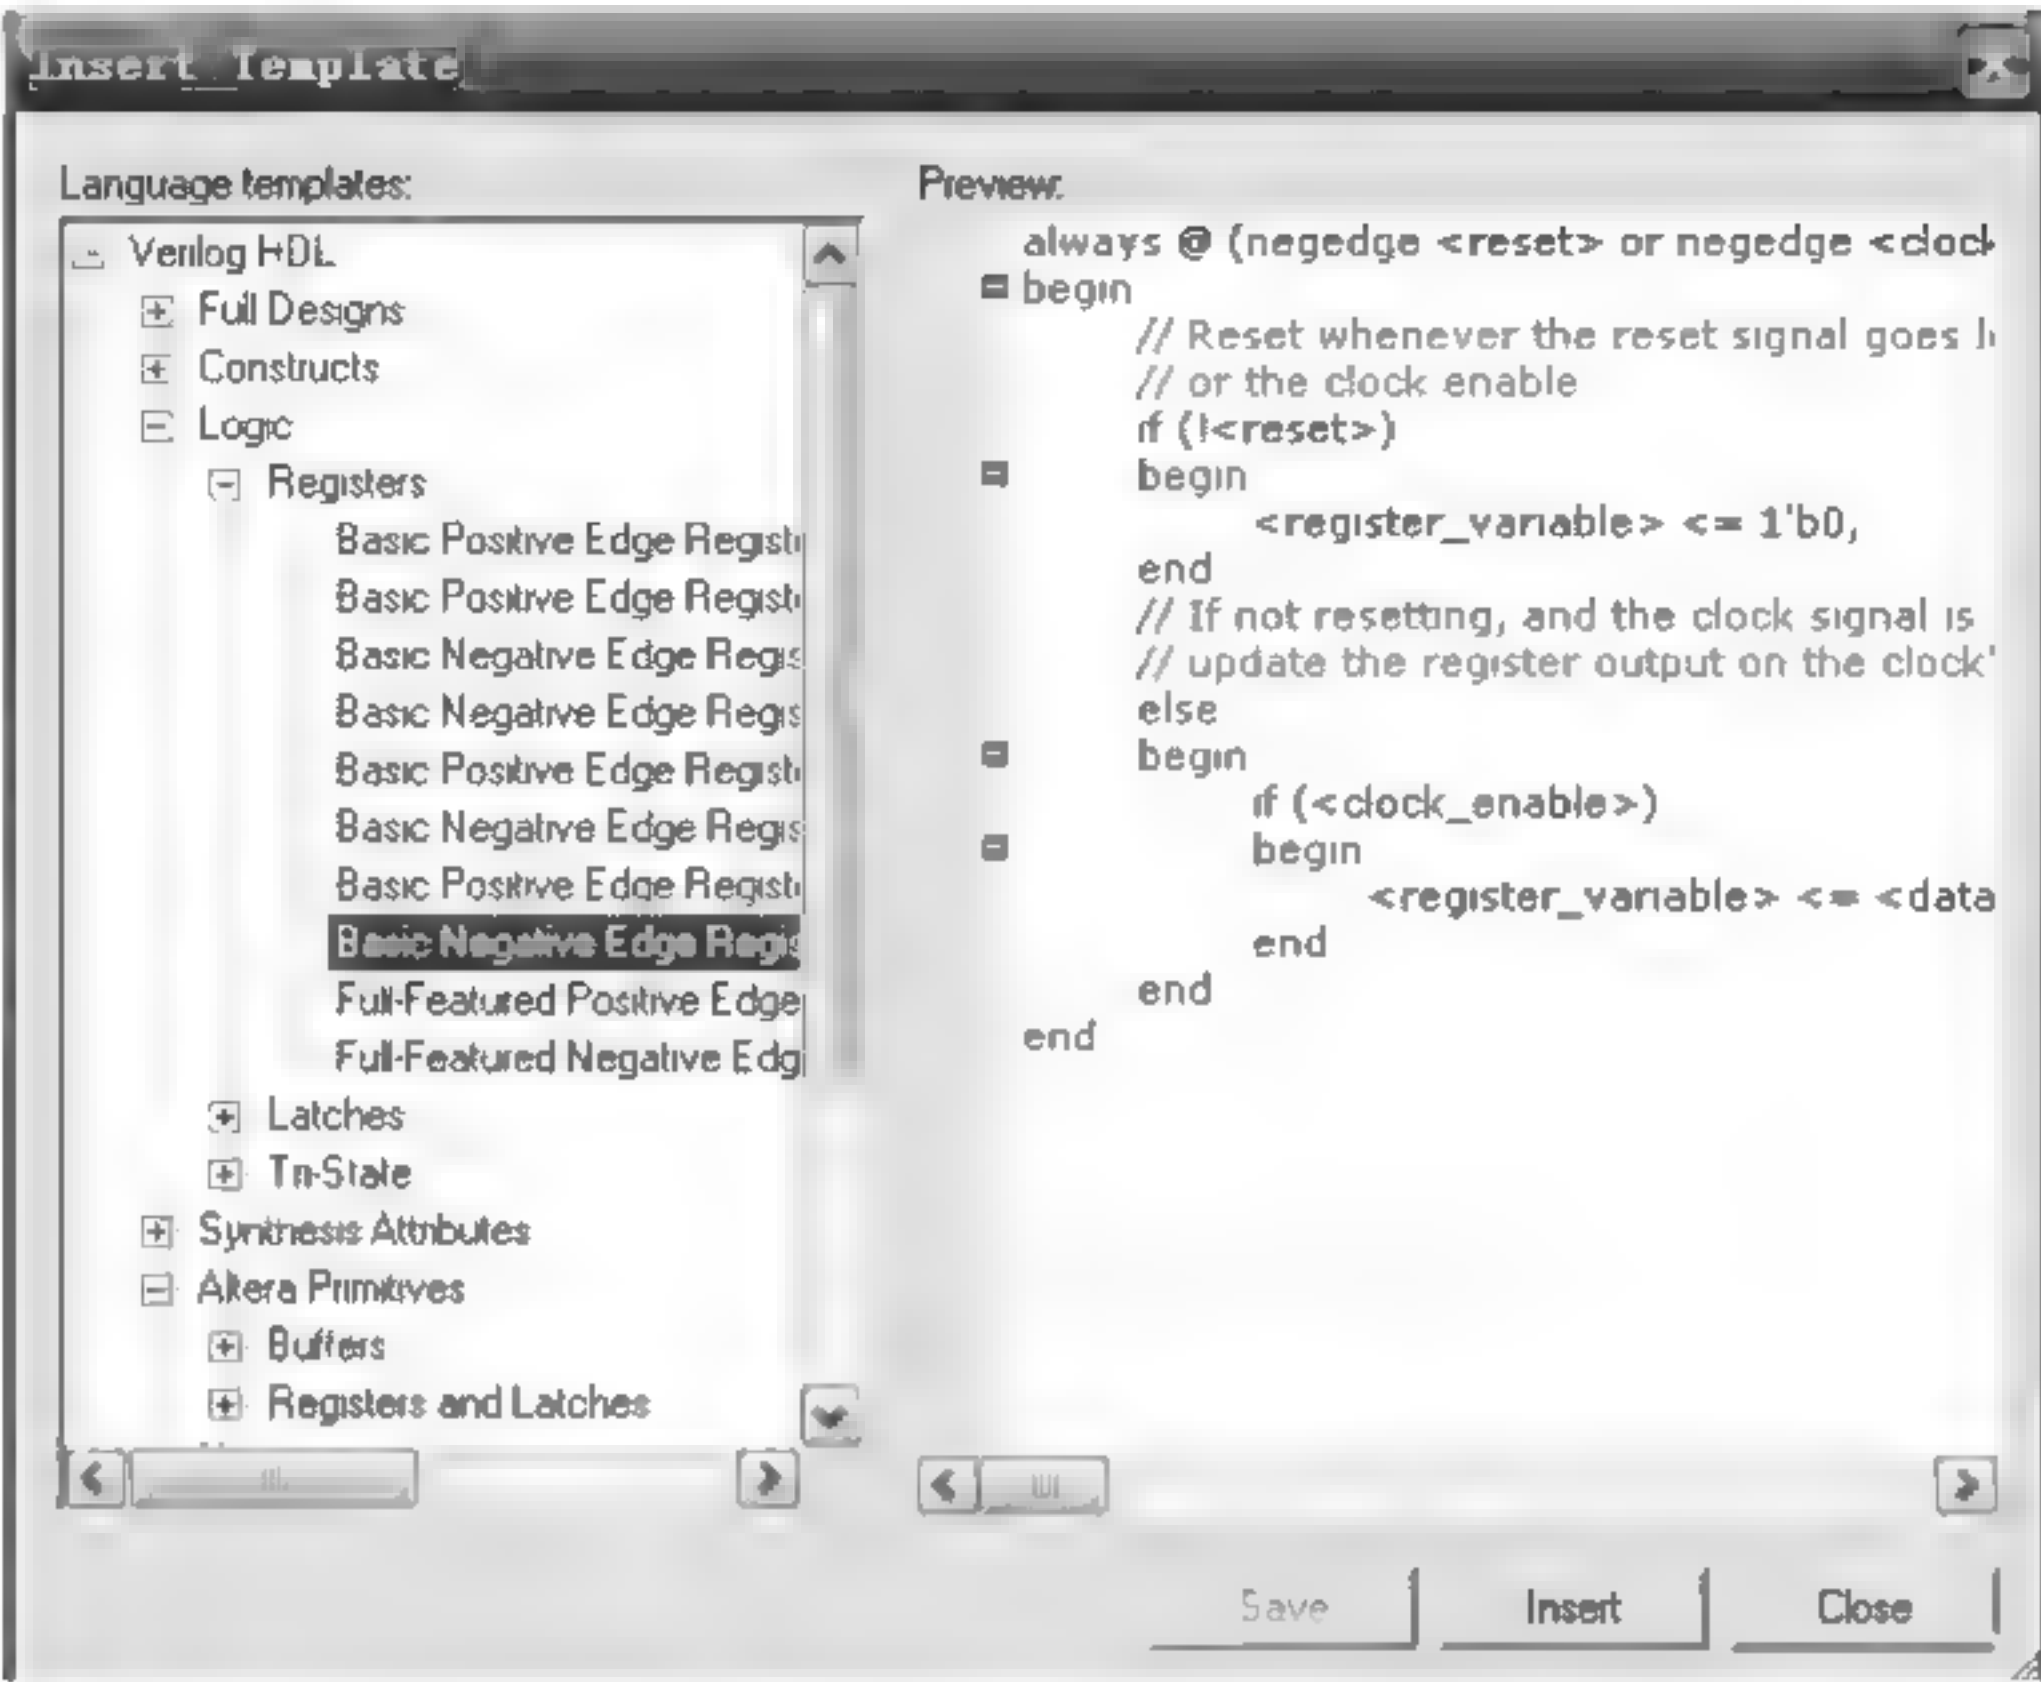 Insert Template
Language templates:
Verilog HDL
Full Designs
Constructs
Logic
Registers
Basic Positive Edge Regist
Basic Positive Edge Regist
Basic Negative Edge Regis
Basic Negative Edge Regis
Basic Positive Edge Regist
Basic Negative Edge Regis
Basic Positive Edge Regist
Basic Negative Edge Regis
Full-Featured Positive Edge
Full-Featured Negative Edg
Latches
Tri-State
Synthesis Attributes
Altera Primitives
Buffers
Registers and Latches
Preview:
always @ (negedge <reset> or negedge <clock
begin
// Reset whenever the reset signal goes l
// or the clock enable
if (!<reset>)
begin
<register_variable> <= 1'b0;
end
// If not resetting, and the clock signal is
// update the register output on the clock'
else
begin
if (<clock_enable>)
begin
<register_variable> <= <data
end
end
end
Save
Insert
Close